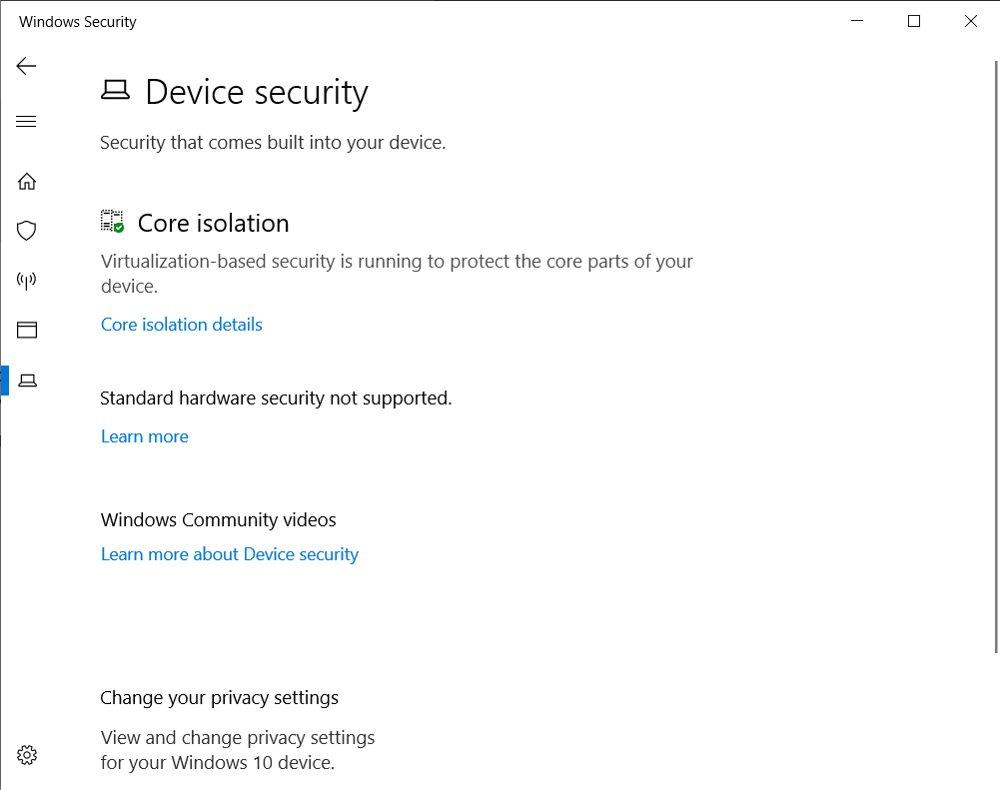 Windows Security
Device security
Security that comes built into your device.
Core isolation
Virtualization-based security is running to protect the core parts of your
device.
Core isolation details
Standard hardware security not supported.
Learn more
Windows Community videos
Learn more about Device security
Change your privacy settings
View and change privacy settings
for your Windows 10 device.